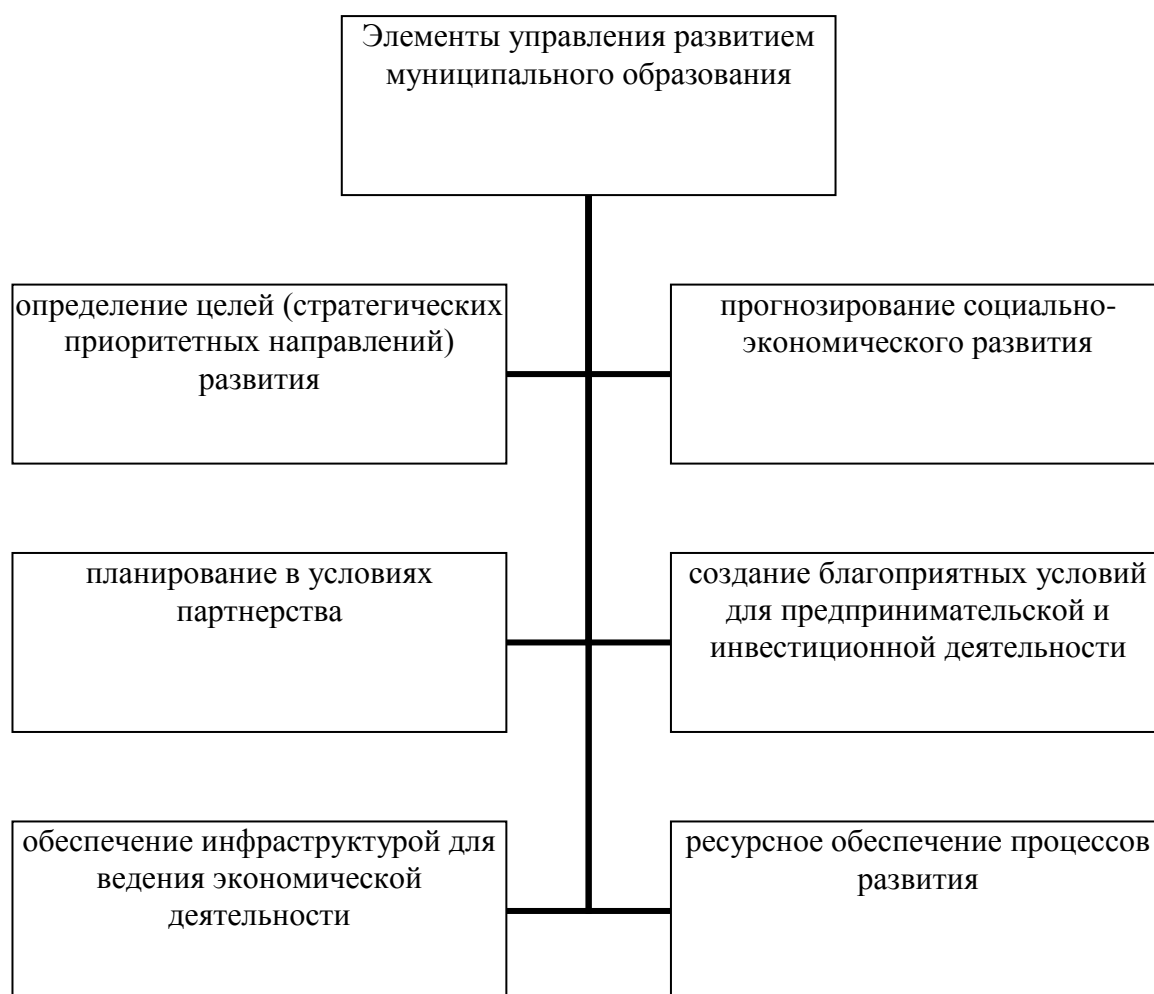 Элементы управления развитием
муниципального образования
определение целей (стратегических
приоритетных направлений)
развития
прогнозирование социально-
экономического развития
планирование в условиях
партнерства
создание благоприятных условий
для предпринимательской и
инвестиционной деятельности
обеспечение инфраструктурой для
ведения экономической
деятельности
ресурсное обеспечение процессов
развития